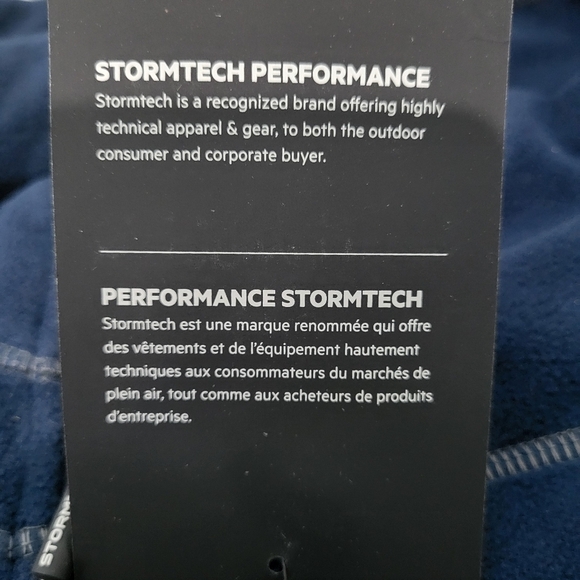 STORMTECH PERFORMANCE
Stormtech is a recognized brand offering highly
technical apparel & gear, to both the outdoor
consumer and corporate buyer.
PERFORMANCE STORMTECH
Stormtech est une marque renommée qui offre
des vêtements et de l'équipement hautement
techniques aux consommateurs du marchés de
plein air, tout comme aux acheteurs de produits
d'entreprise.